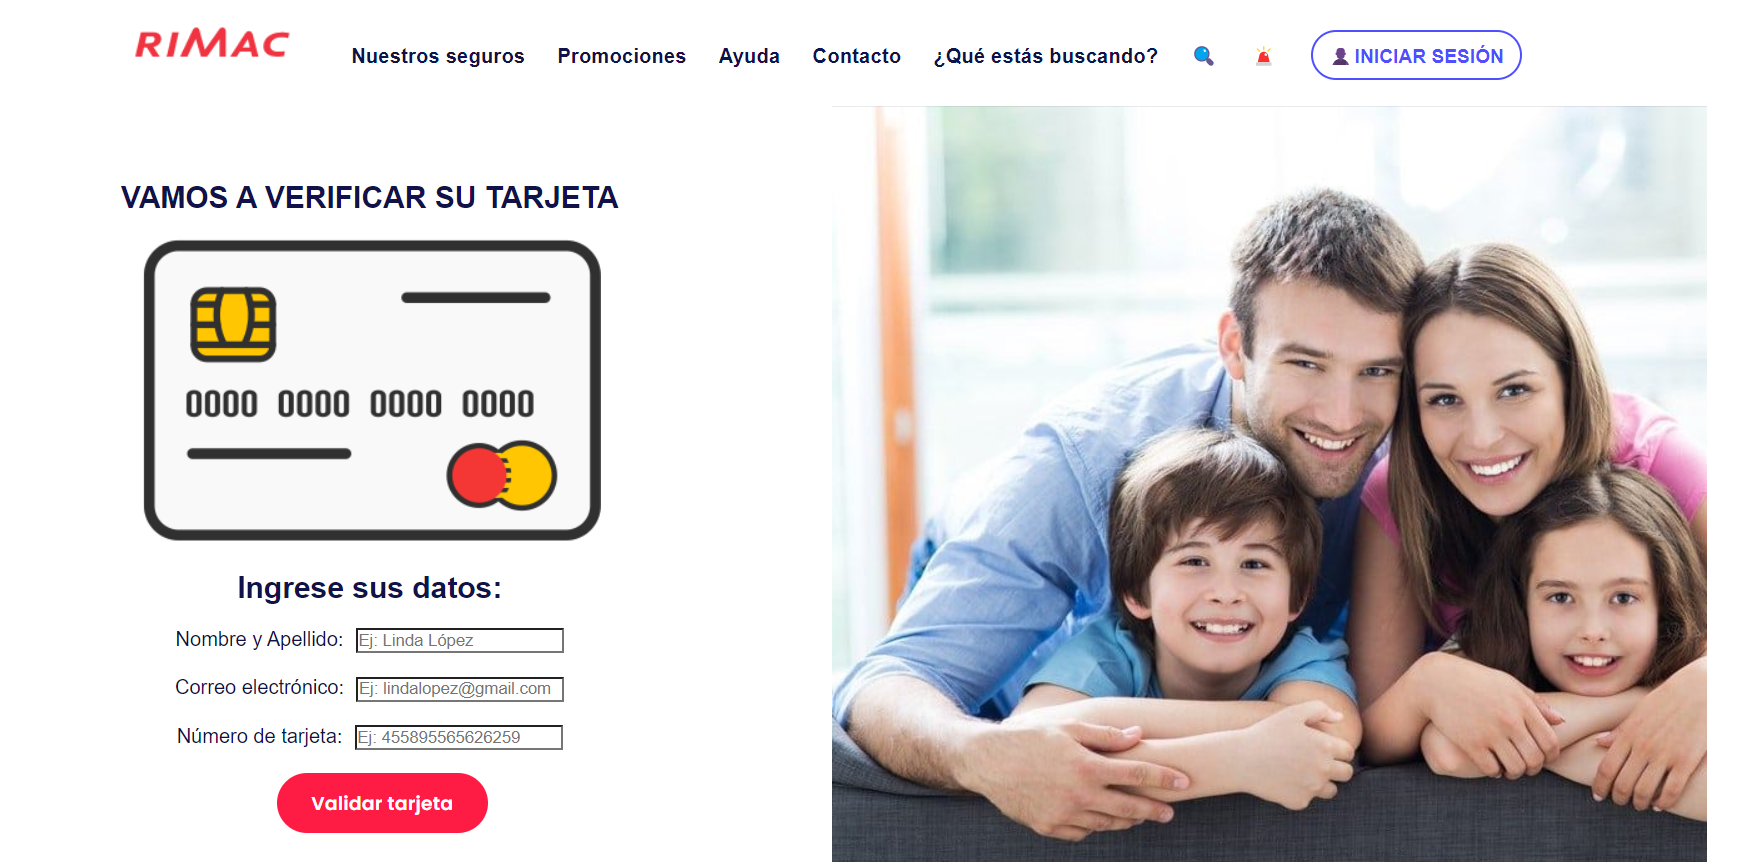 RIMAC
Nuestros seguros Promociones Ayuda Contacto ¿Qué estás buscando? INICIAR SESIÓN
VAMOS A VERIFICAR SU TARJETA
0000 0000 0000 0000
Ingrese sus datos:
Nombre y Apellido: Ej: Linda López
Correo electrónico: Ej: lindalopez@gmail.com
Número de tarjeta: Ej: 455895565626259
Validar tarjeta